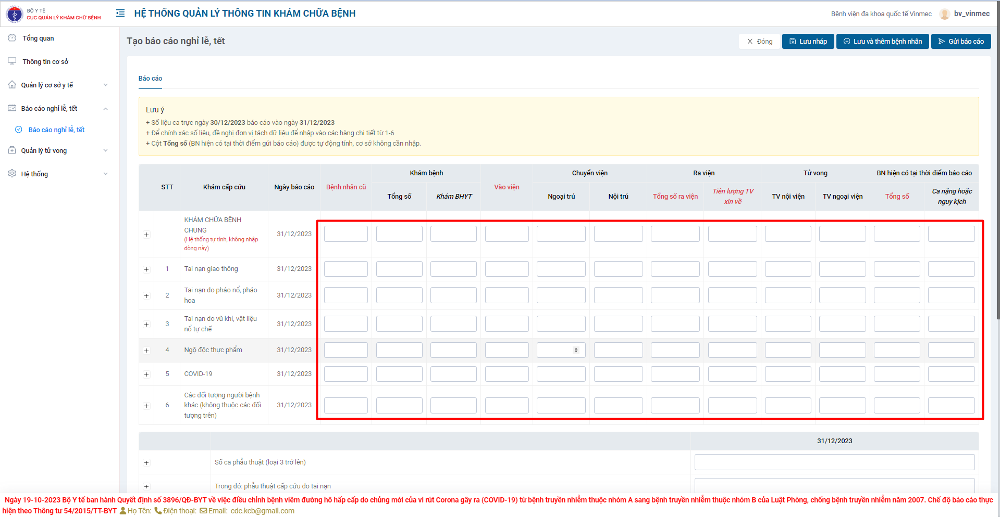 BỘ Y TẾ
CỤC QUẢN LÝ KHÁM CHỮ BỆNH
HỆ THỐNG QUẢN LÝ THÔNG TIN KHÁM CHỮA BỆNH
Bệnh viện đa khoa quốc tế Vinmec
bv_vinmec
Tổng quan
Thông tin cơ sở
Quản lý cơ sở y tế
Báo cáo nghỉ lễ, tết
Báo cáo nghỉ lễ, tết
Quản lý tử vong
Hệ thống
Tạo báo cáo nghỉ lễ, tết
Đóng
Lưu nháp
Lưu và thêm bệnh nhân
Gửi báo cáo
Báo cáo
Lưu ý
+ Số liệu ca trực ngày 30/12/2023 báo cáo vào ngày 31/12/2023
+ Để chính xác số liệu, đề nghị đơn vị tách dữ liệu để nhập vào các hàng chi tiết từ 1-6
+ Cột Tổng số (BN hiện có tại thời điểm gửi báo cáo) được tự động tính, cơ sở không cần nhập.
STT
Khám cấp cứu
Ngày báo cáo
Bệnh nhân cũ
Khám bệnh
Tổng số
Khám BHYT
Vào viện
Chuyển viện
Ngoại trú
Nội trú
Ra viện
Tổng số ra viện
Tiên lượng TV
xin về
Tử vong
TV nội viện
TV ngoại viện
BN hiện có tại thời điểm báo cáo
Tổng số
Ca nặng hoặc
nguy kịch
KHÁM CHỮA BỆNH
CHUNG
(Hệ thống tự tính, không nhập
dòng này)
31/12/2023
1
Tai nạn giao thông
31/12/2023
2
Tai nạn do pháo nổ, pháo
hoa
31/12/2023
3
Tai nạn do vũ khí, vật liệu
nổ tự chế
31/12/2023
4
Ngộ độc thực phẩm
31/12/2023
5
COVID-19
31/12/2023
6
Các đối tượng người bệnh
khác (không thuộc các đối
tượng trên)
31/12/2023
31/12/2023
Số ca phẫu thuật (loại 3 trở lên)
Trong đó: phẫu thuật cấp cứu do tai nạn
Ngày 19-10-2023 Bộ Y tế ban hành Quyết định số 3896/QĐ-BYT về việc điều chỉnh bệnh viêm đường hô hấp cấp do chủng mới của vi rút Corona gây ra (COVID-19) từ bệnh truyền nhiễm thuộc nhóm A sang bệnh truyền nhiễm thuộc nhóm B của Luật Phòng, chống bệnh truyền nhiễm năm 2007. Chế độ báo cáo thực
hiện theo Thông tư 54/2015/TT-BYT Họ Tên: Điện thoại: Email: cdc.kcb@gmail.com